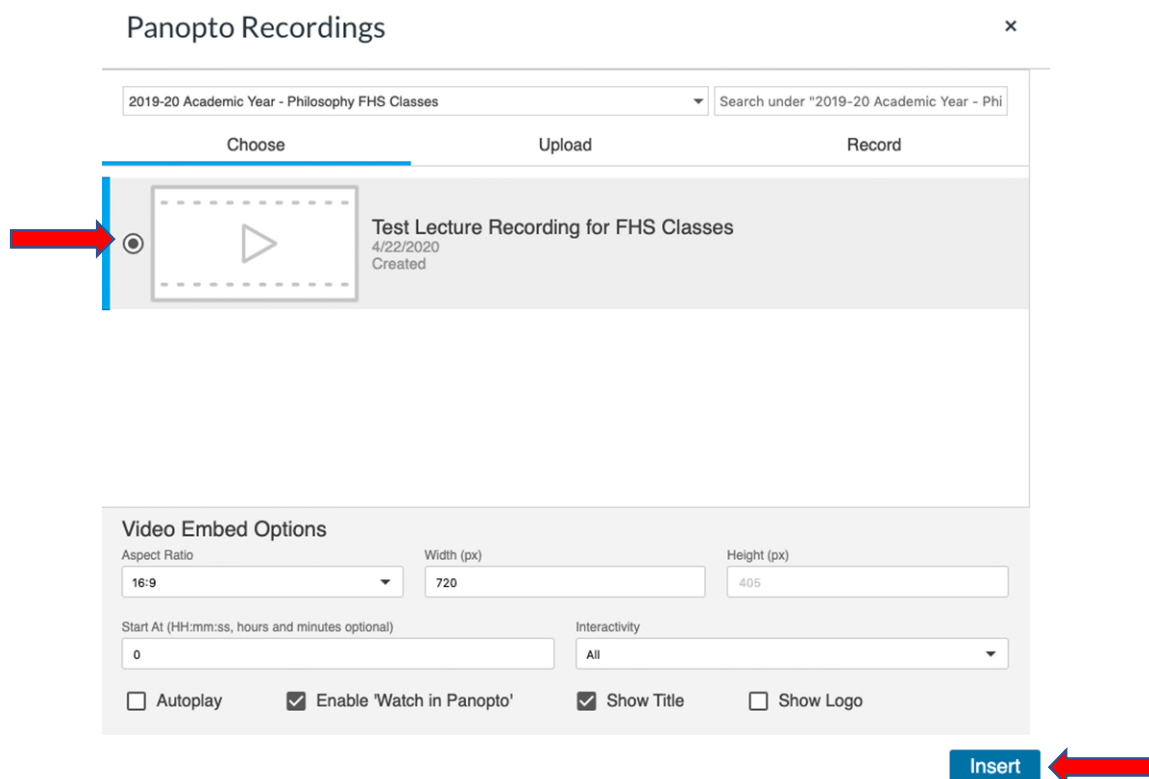 Panopto Recordings
×
2019-20 Academic Year - Philosophy FHS Classes
Search under "2019-20 Academic Year - Phi
Choose
Upload
Record
Test Lecture Recording for FHS Classes
4/22/2020
Created
Video Embed Options
Aspect Ratio
Width (px)
Height (px)
16:9
720
405
Start At (HH:mm:ss, hours and minutes optional)
Interactivity
0
All
Autoplay
Enable 'Watch in Panopto'
Show Title
Show Logo
Insert